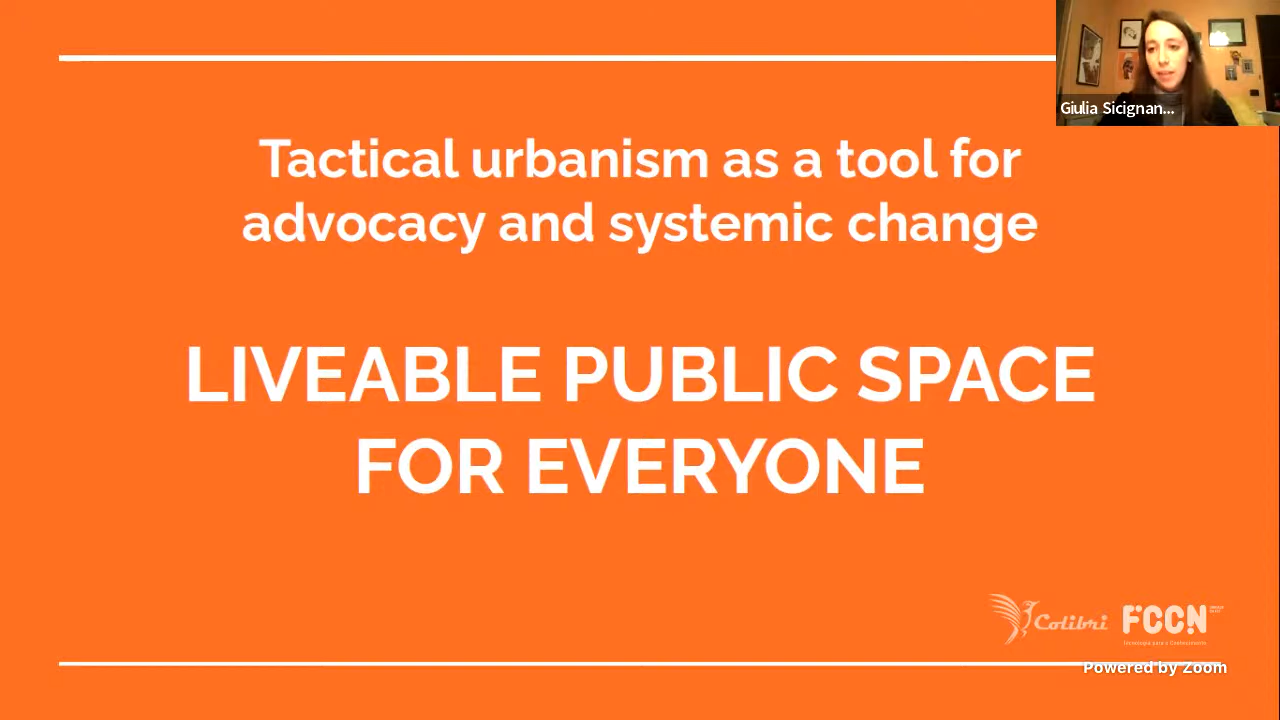 Giulia Sicignan...
Tactical urbanism as a tool for
advocacy and systemic change
LIVEABLE PUBLIC SPACE
FOR EVERYONE
Colibri
FCCN
Powered by Zoom